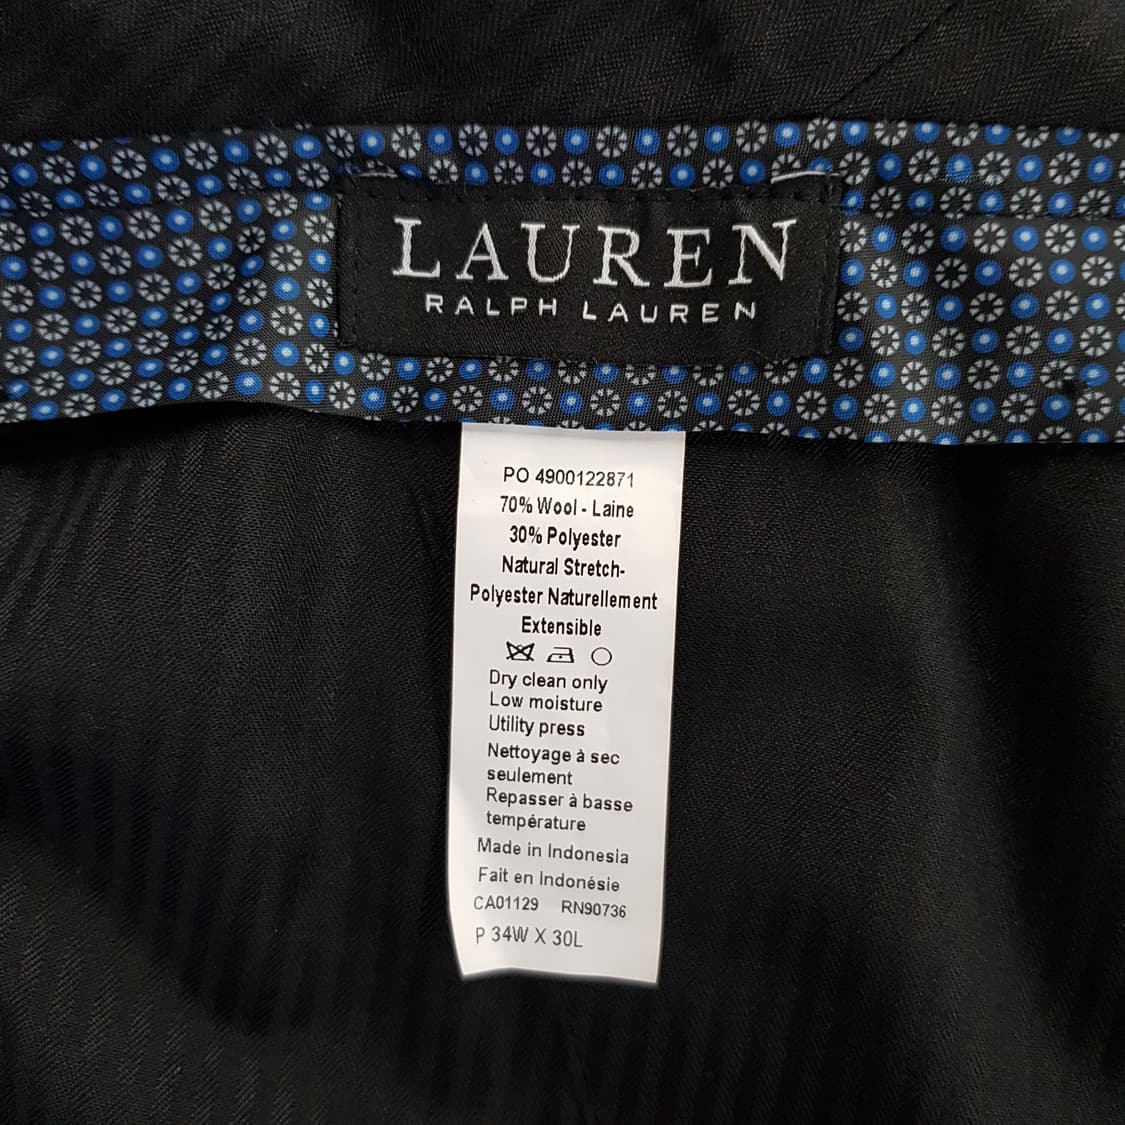 LAUREN
RALPH LAUREN
PO 4900122871
70% Wool - Laine
30% Polyester
Natural Stretch-
Polyester Naturellement
Extensible
Dry clean only
Low moisture
Utility press
Nettoyage à sec
seulement
Repasser à basse
température
Made in Indonesia
Fait en Indonésie
CA01129 RN90736
P 34W X 30L